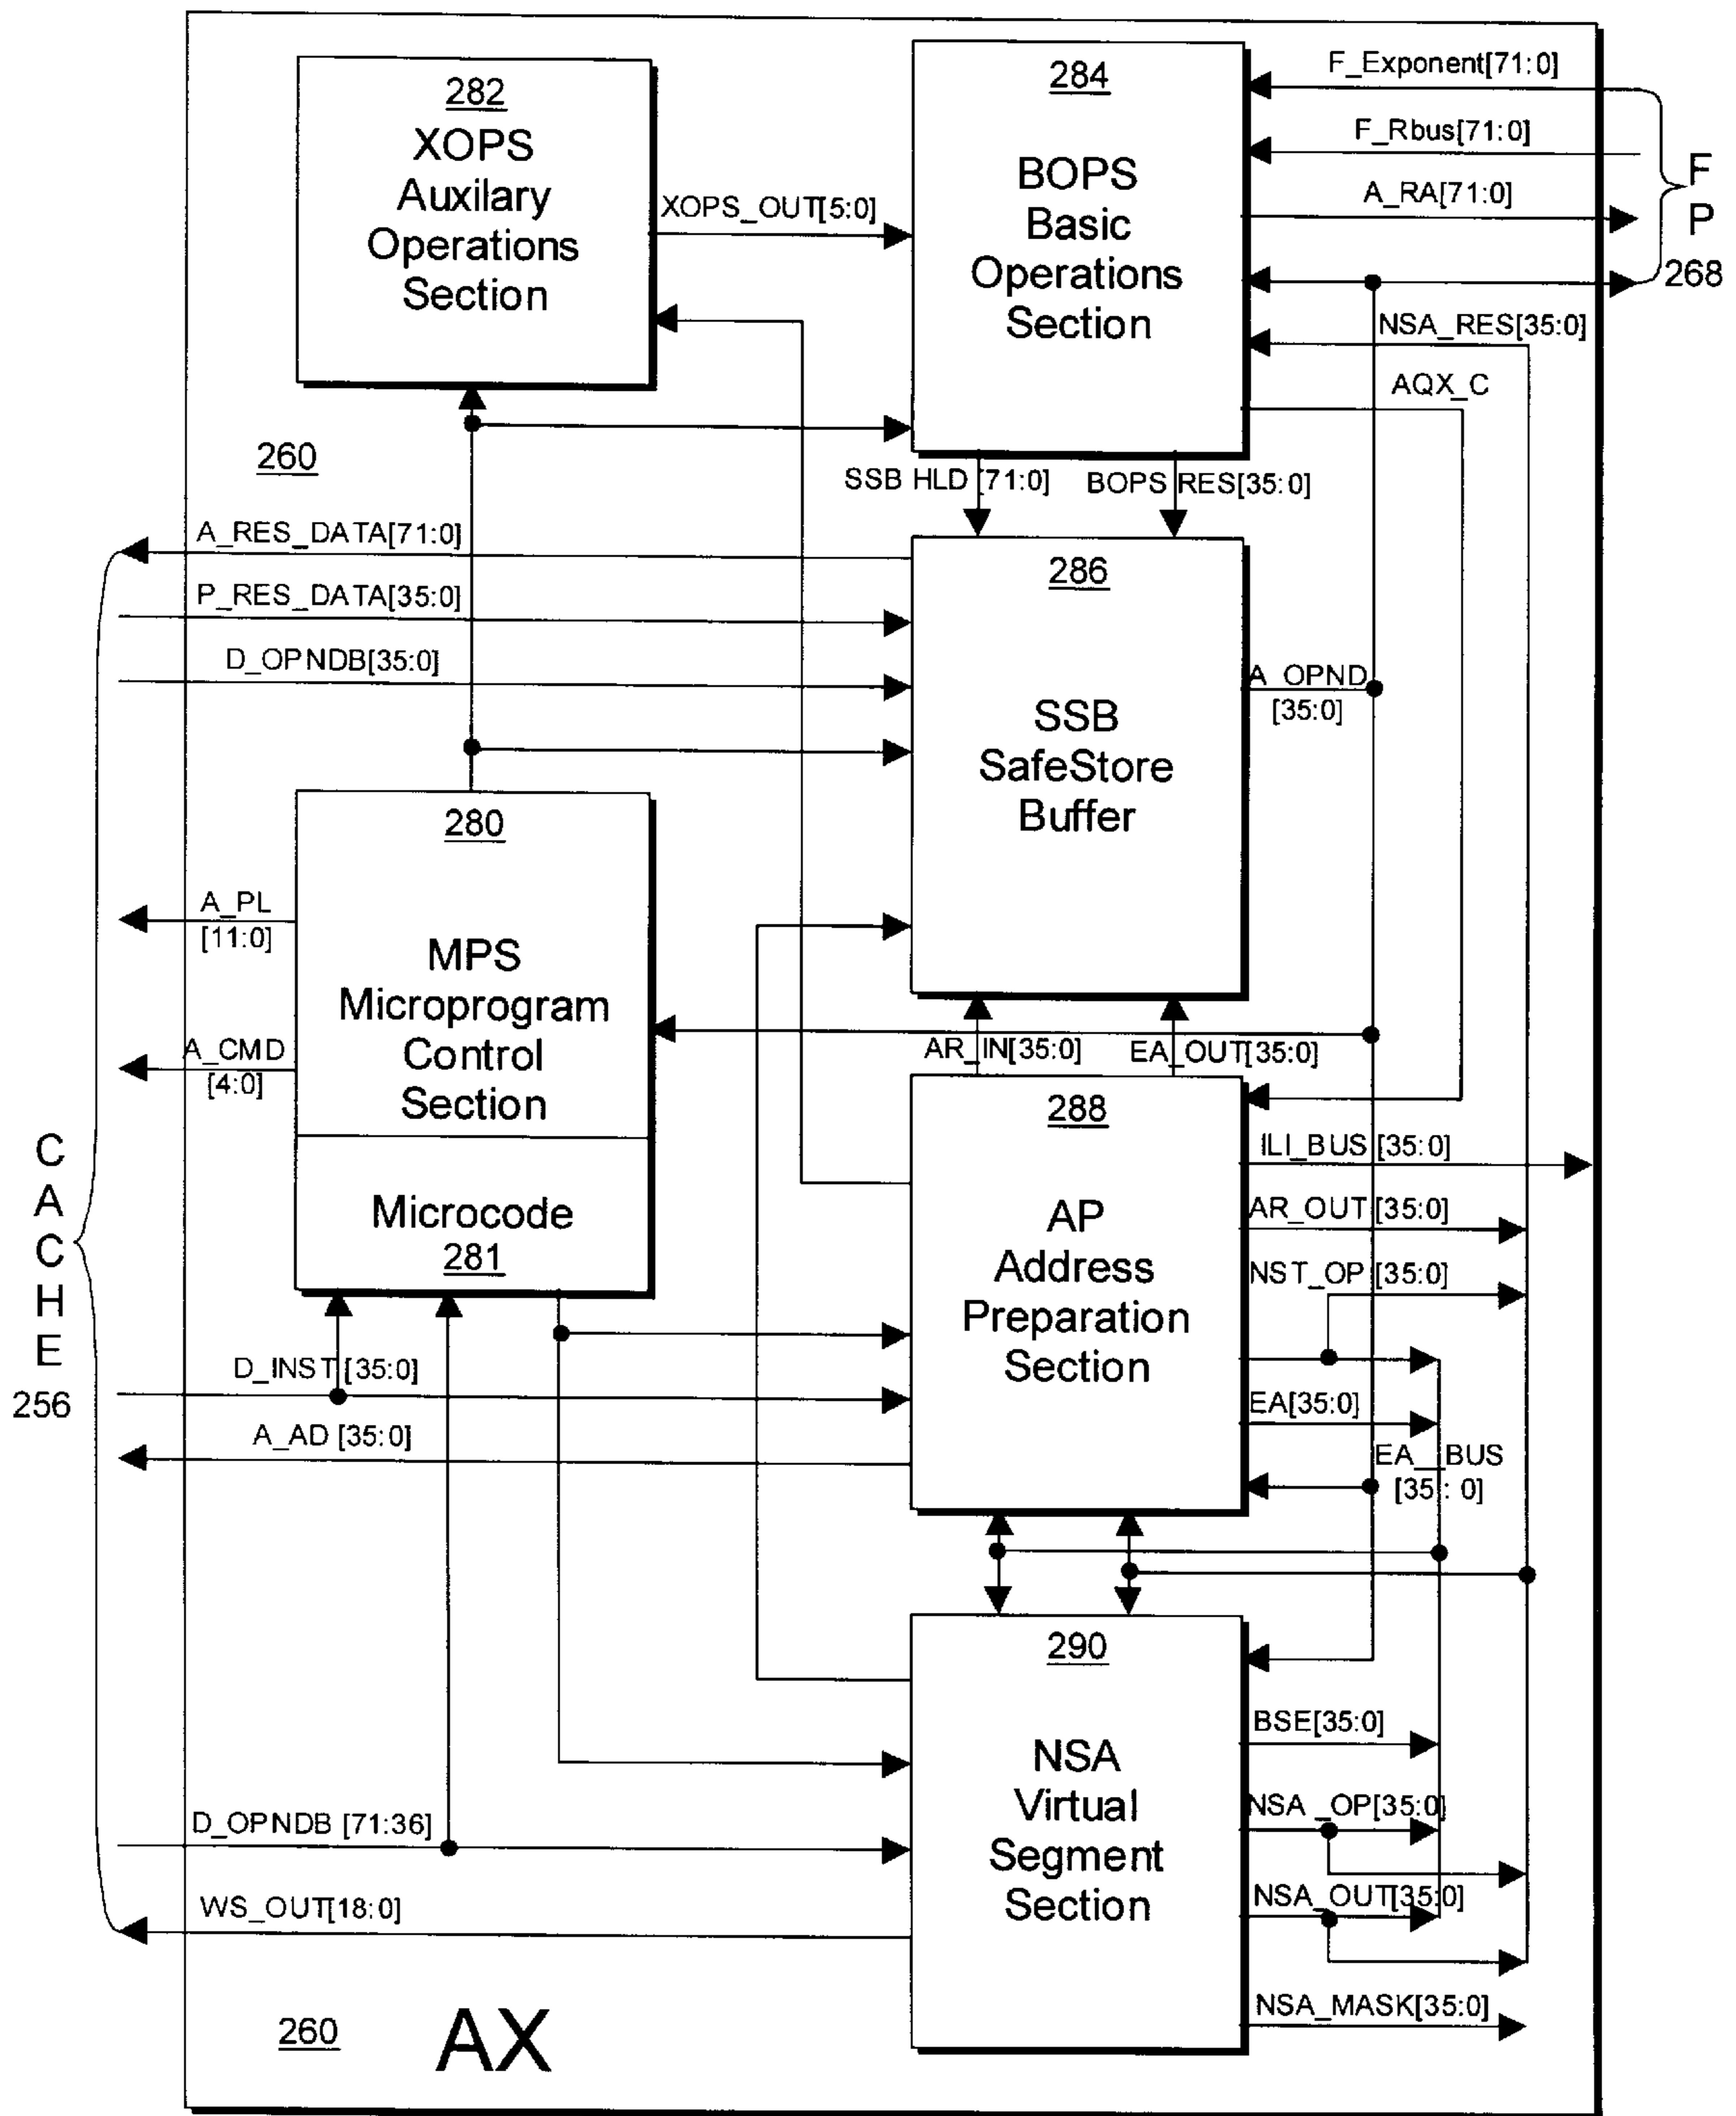 282
XOPS
Auxilary
Operations
Section
XOPS_OUT[5:0]
284
BOPS
Basic
Operations
Section
F_Exponent[71:0]
F_Rbus[71:0]
A_RA[71:0]
F
P
268
NSA_RES[35:0]
AQX_C
260
SSB HLD [71:0]
BOPS RES[35:0]
A_RES_DATA[71:0]
P_RES_DATA[35:0]
D_OPNDB[35:0]
286
SSB
SafeStore
Buffer
A_OPND
[35:0]
280
MPS
Microprogram
Control
Section
A_PL
[11:0]
A_CMD
[4:0]
Microcode
281
AR_IN[35:0]
EA_OUT[35:0]
288
AP
Address
Preparation
Section
ILI_BUS [35:0]
AR_OUT [35:0]
NST_OP [35:0]
EA[35:0]
EA_BUS
[35: 0]
C
A
C
H
E
256
D_INST [35:0]
A_AD [35:0]
290
NSA
Virtual
Segment
Section
BSE[35:0]
NSA_OP[35:0]
NSA_OUT[35:0]
NSA_MASK[35:0]
D_OPNDB [71:36]
WS_OUT[18:0]
260
AX